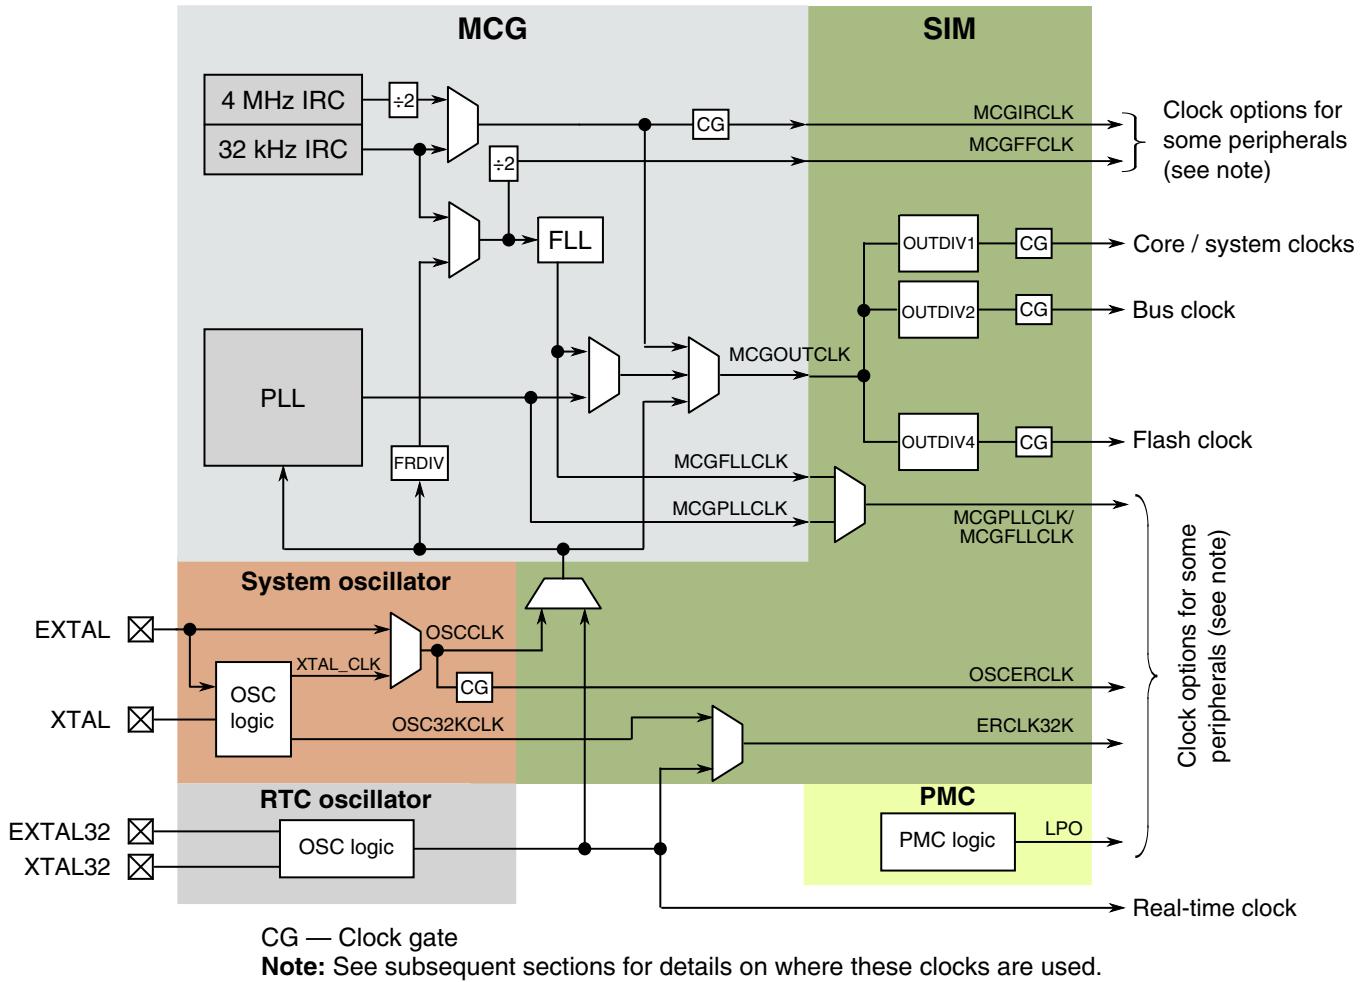 MCG
SIM
4 MHz IRC
÷2
32 kHz IRC
CG
MCGIRCLK
÷2
MCGFFCLK
Clock options for
some peripherals
(see note)
FLL
OUTDIV1
CG
Core / system clocks
OUTDIV2
CG
Bus clock
PLL
MCGOUTCLK
OUTDIV4
CG
Flash clock
FRDIV
MCGFLLCLK
MCGPLLCLK
MCGPLLCLK/
MCGFLLCLK
Clock options for some
peripherals (see note)
System oscillator
EXTAL
OSCCLK
XTAL_CLK
OSC
logic
CG
OSCERCLK
XTAL
OSC32KCLK
ERCLK32K
RTC oscillator
PMC
EXTAL32
XTAL32
OSC logic
PMC logic
LPO
Real-time clock
CG — Clock gate
Note: See subsequent sections for details on where these clocks are used.